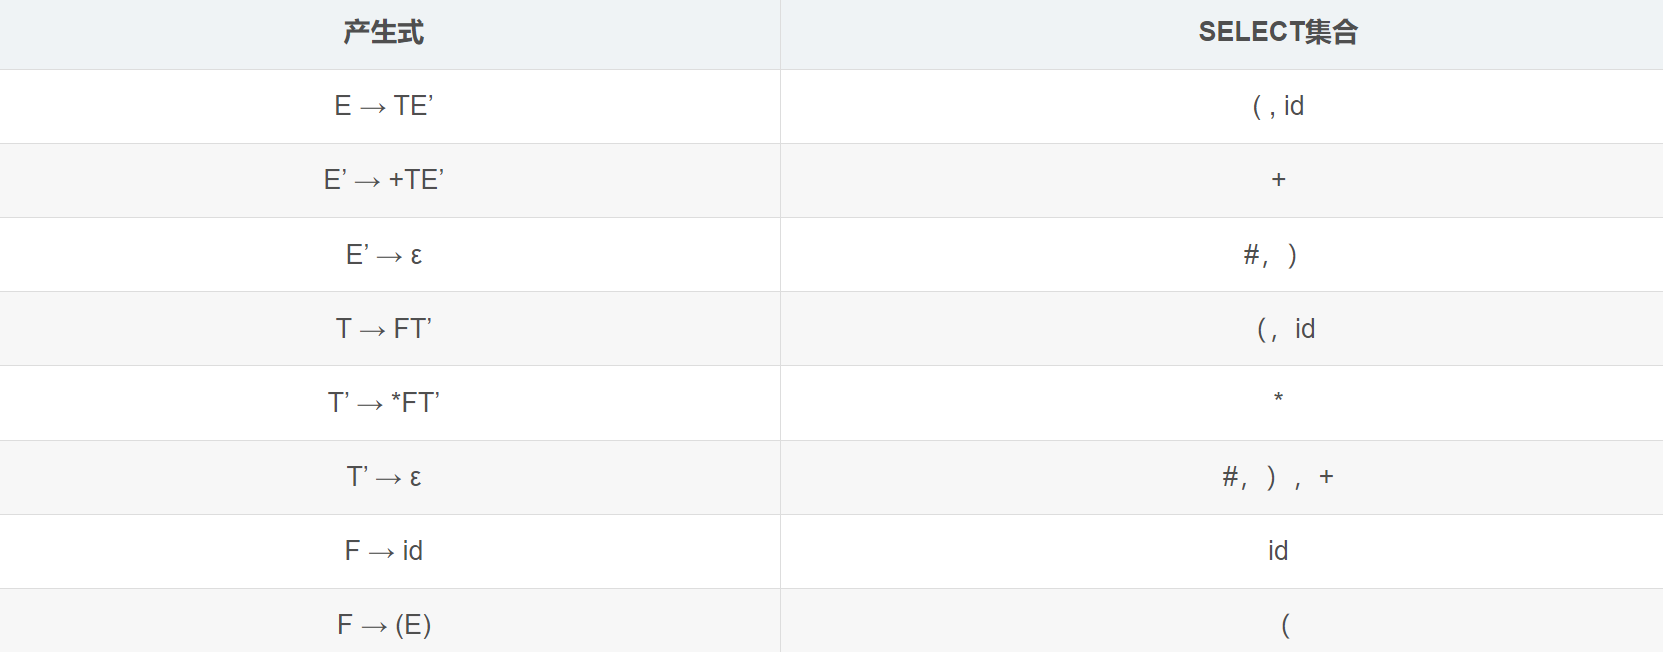 产生式 SELECT集合
E → TE’ ( , id
E’ → +TE’ +
E’ → ε #，）
T → FT’ （，id
T’ → *FT’ *
T’ → ε #，），+
F → id id
F → (E) （